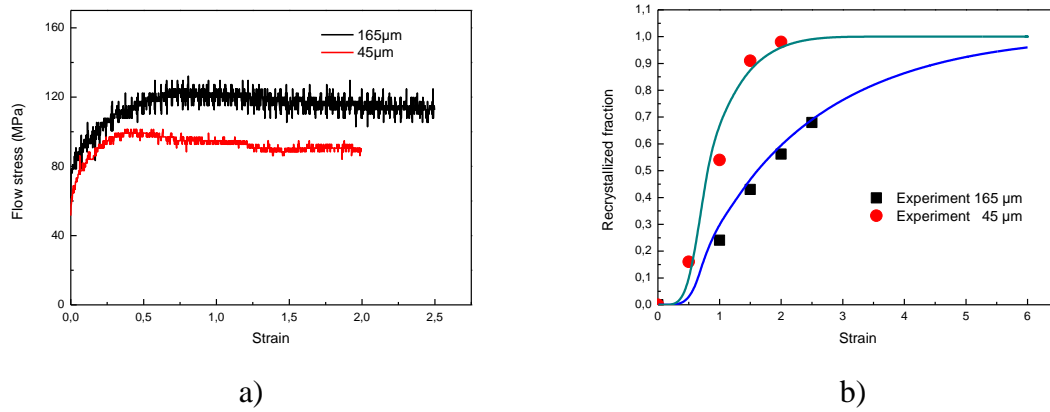 160
120
80
40
0
0,0
0,5
1,0
1,5
2,0
2,5
Flow stress (MPa)
Strain
165µm
45µm
a)
1,0
0,9
0,8
0,7
0,6
0,5
0,4
0,3
0,2
0,1
0,0
0
1
2
3
4
5
6
Recrystallized fraction
Strain
Experiment 165 µm
Experiment 45 µm
b)